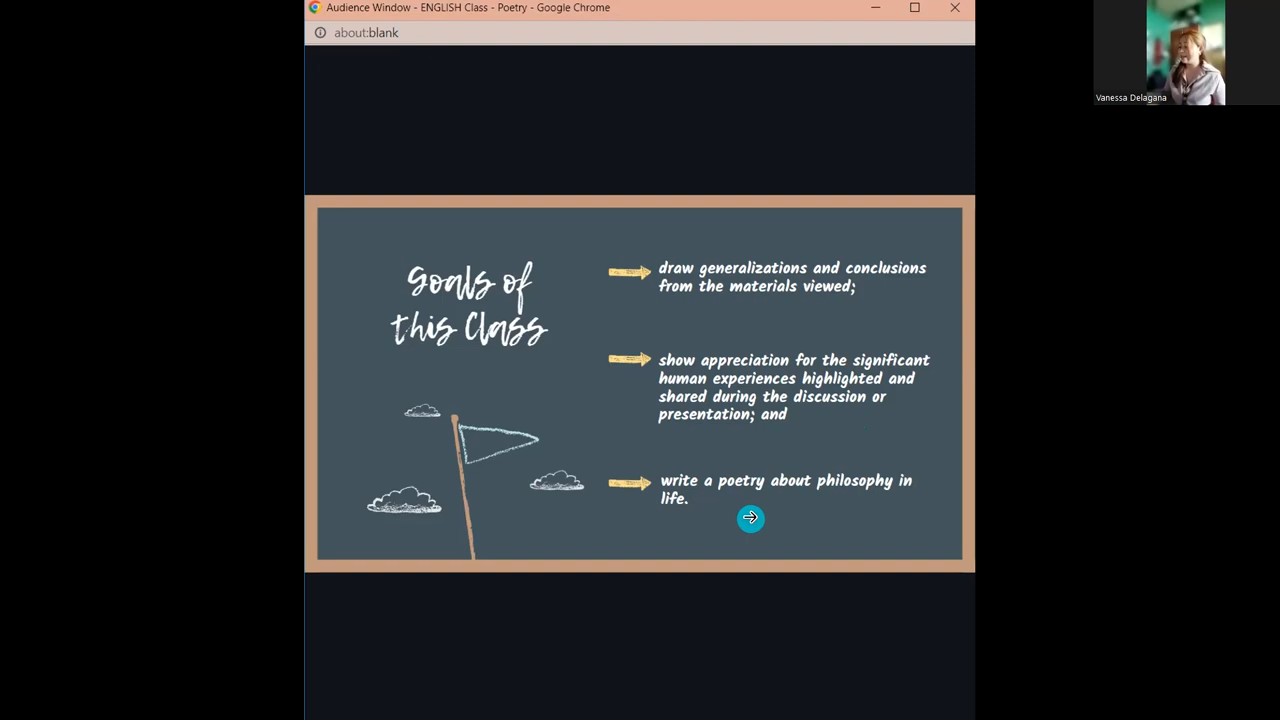 Audience Window - ENGLISH Class - Poetry - Google Chrome
about:blank
Vanessa Delagana
Goals of
this Class
draw generalizations and conclusions
from the materials viewed;
show appreciation for the significant
human experiences highlighted and
shared during the discussion or
presentation; and
write a poetry about philosophy in
life.